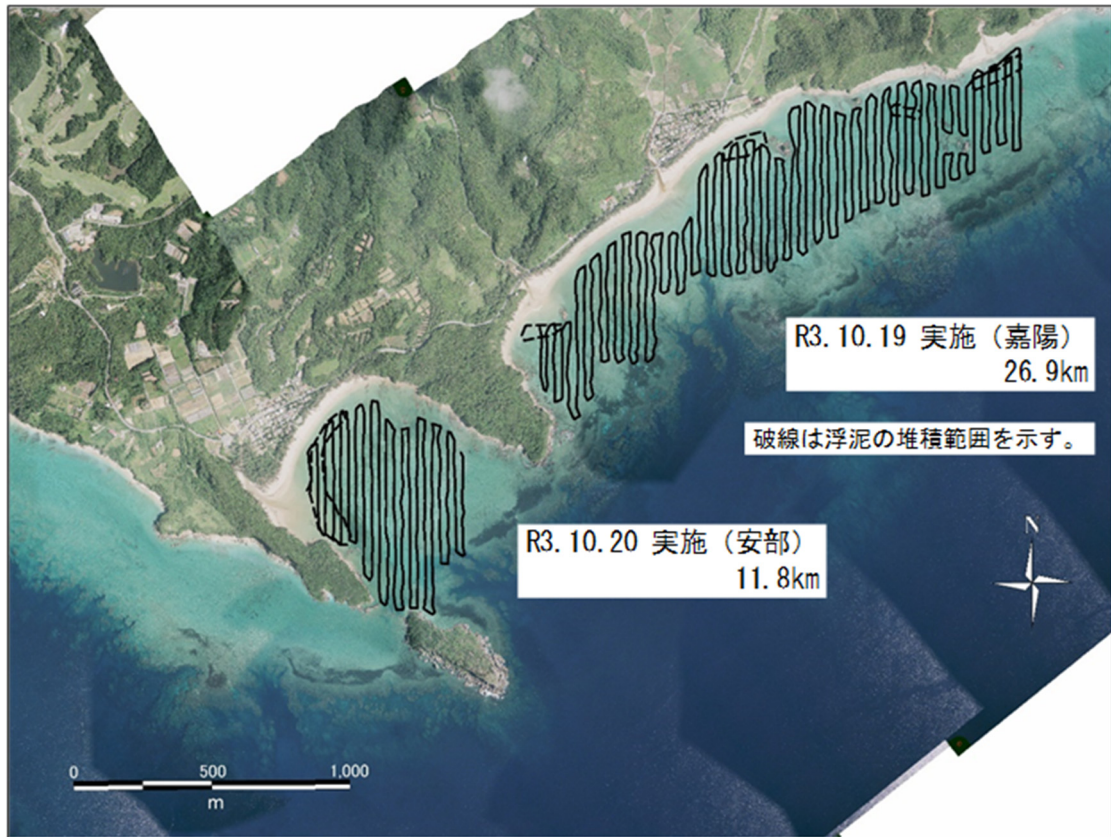 R3.10.19 実施（嘉陽）
26.9km
破線は浮泥の堆積範囲を示す。
R3.10.20 実施（安部）
11.8km
N
0 500 1,000
m